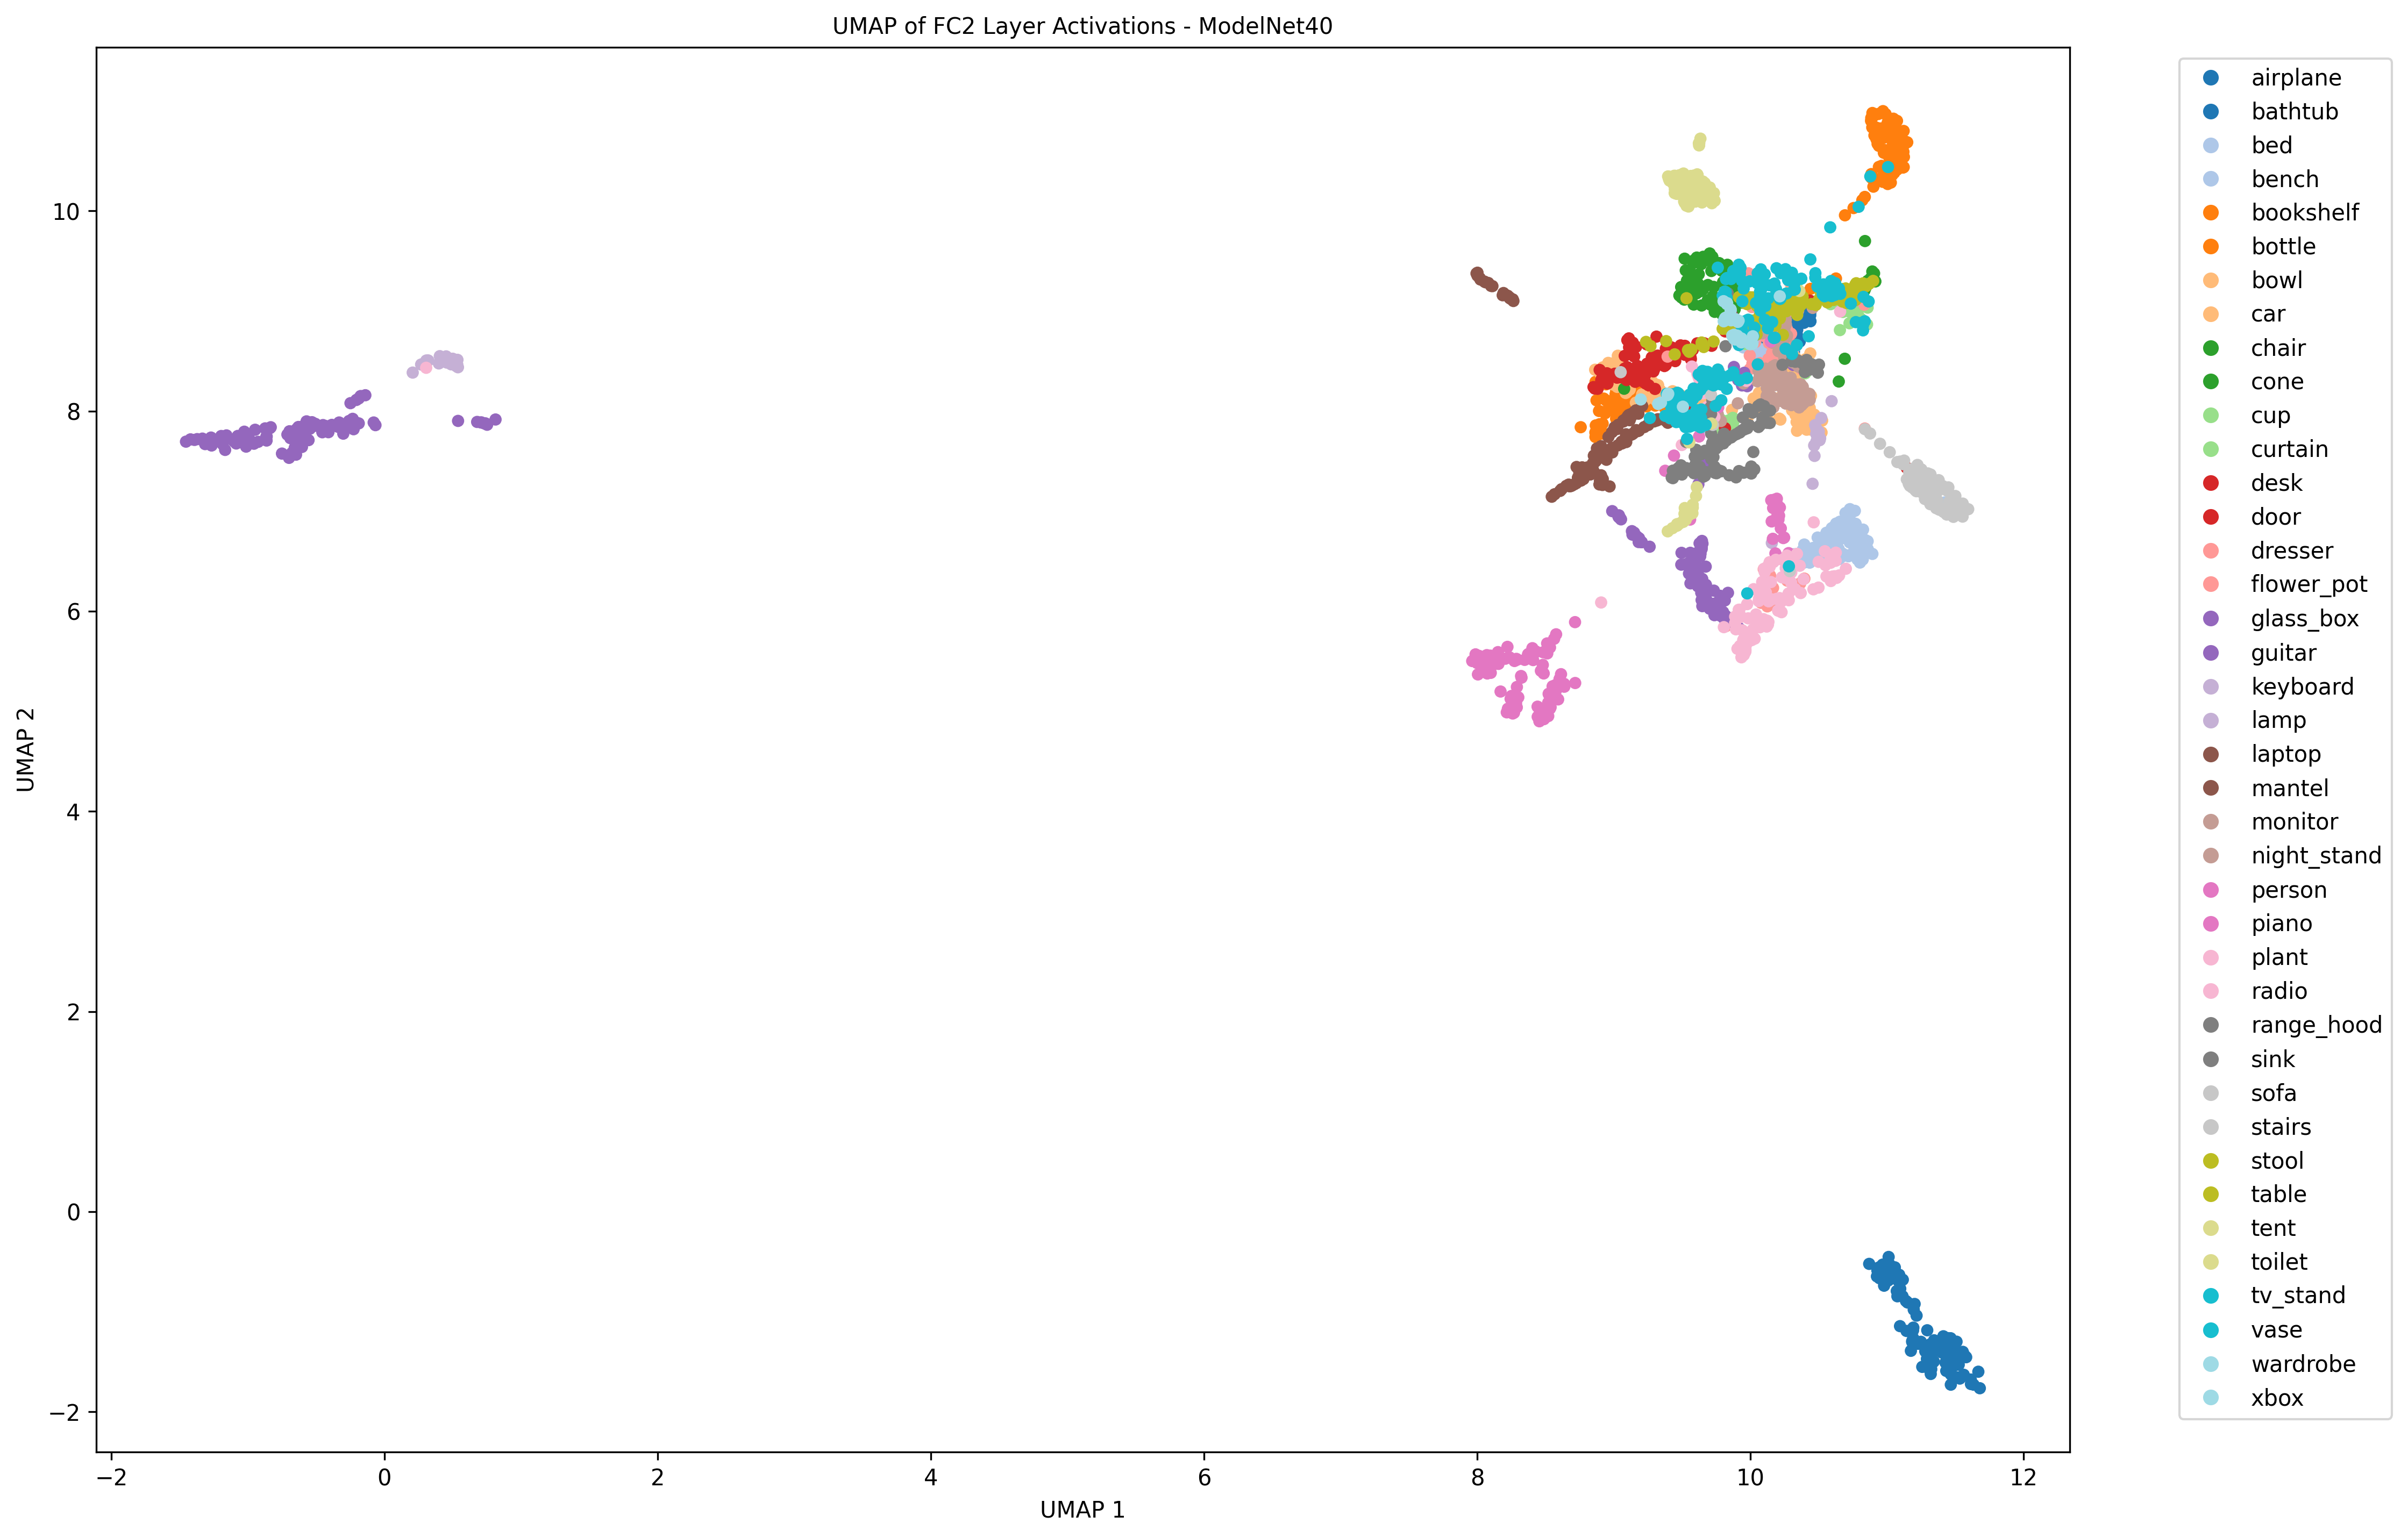 UMAP of FC2 Layer Activations - ModelNet40
10
8
6
4
2
0
−2
UMAP 2
−2
0
2
4
6
8
10
12
UMAP 1
airplane
bathtub
bed
bench
bookshelf
bottle
bowl
car
chair
cone
cup
curtain
desk
door
dresser
flower_pot
glass_box
guitar
keyboard
lamp
laptop
mantel
monitor
night_stand
person
piano
plant
radio
range_hood
sink
sofa
stairs
stool
table
tent
toilet
tv_stand
vase
wardrobe
xbox